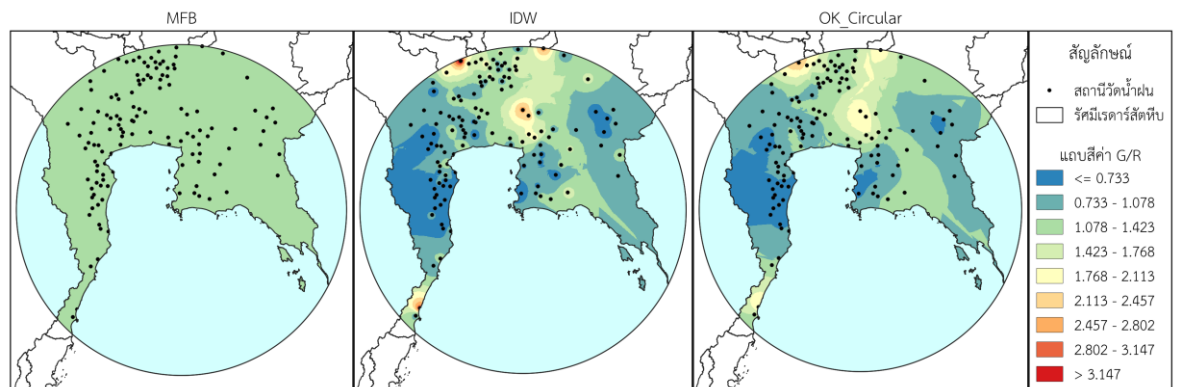 MFB
IDW
OK_Circular
สัญลักษณ์
สถานีวัดน้ำฝน
รัศมีเรดาร์สัตหีบ
แถบสีค่า G/R
<= 0.733
0.733 - 1.078
1.078 - 1.423
1.423 - 1.768
1.768 - 2.113
2.113 - 2.457
2.457 - 2.802
2.802 - 3.147
> 3.147